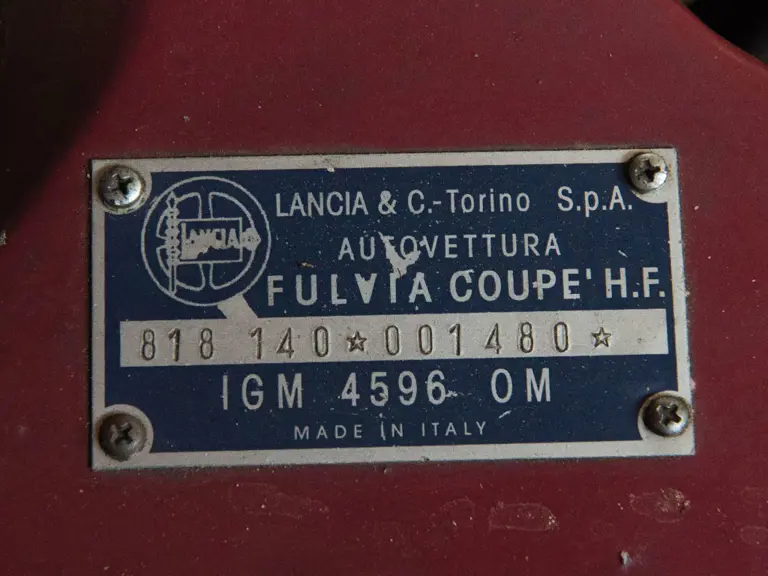 LANCIA
LANCIA & C.-Torino S.p.A.
AUTOVETTURA
FULVIA COUPE' H.F.
818 140★001480★
IGM 4596 OM
MADE IN ITALY